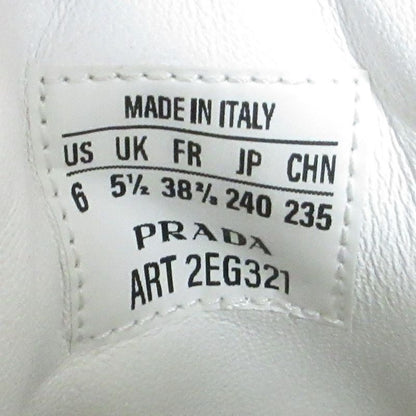 MADE IN ITALY
US UK FR JP CHN
6 5½ 38⅔ 240 235
PRADA
ART 2EG321